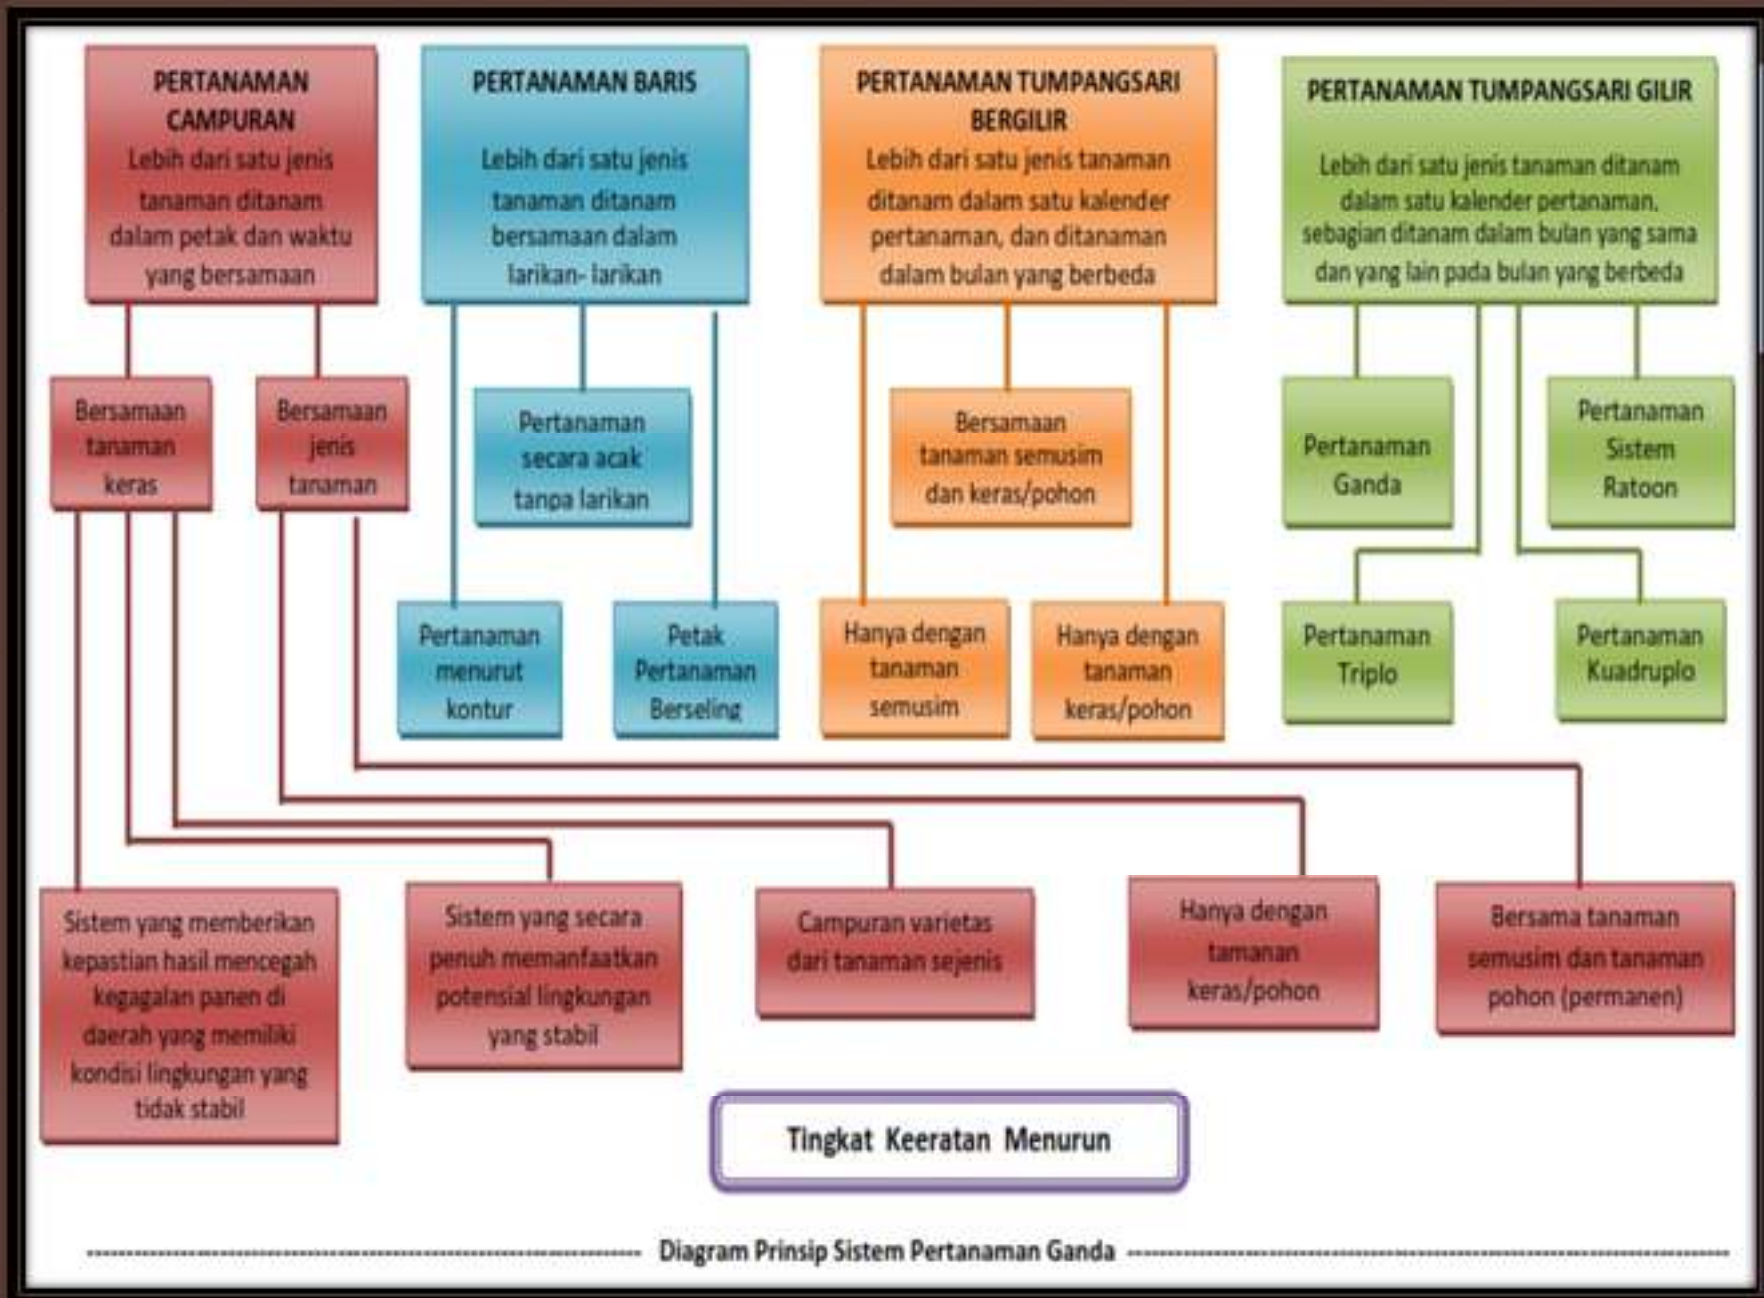 PERTANAMAN
CAMPURAN
Lebih dari satu jenis
tanaman ditanam
dalam petak dan waktu
yang bersamaan
PERTANAMAN BARIS
Lebih dari satu jenis
tanaman ditanam
bersamaan dalam
larikan- larikan
PERTANAMAN TUMPANGSARI
BERGILIR
Lebih dari satu jenis tanaman
ditanam dalam satu kalender
pertanaman, dan ditanaman
dalam bulan yang berbeda
PERTANAMAN TUMPANGSARI GILIR
Lebih dari satu jenis tanaman ditanam
dalam satu kalender pertanaman,
sebagian ditanam dalam bulan yang sama
dan yang lain pada bulan yang berbeda
Bersamaan
tanaman
keras
Bersamaan
jenis
tanaman
Pertanaman
secara acak
tanpa larikan
Bersamaan
tanaman semusim
dan keras/pohon
Pertanaman
Ganda
Pertanaman
Sistem
Ratoon
Pertanaman
menurut
kontur
Petak
Pertanaman
Berseling
Hanya dengan
tanaman
semusim
Hanya dengan
tanaman
keras/pohon
Pertanaman
Triplo
Pertanaman
Kuadruplo
Sistem yang memberikan
kepastian hasil mencegah
kegagalan panen di
daerah yang memiliki
kondisi lingkungan yang
tidak stabil
Sistem yang secara
penuh memanfaatkan
potensial lingkungan
yang stabil
Campuran varietas
dari tanaman sejenis
Hanya dengan
tamanan
keras/pohon
Bersama tanaman
semusim dan tanaman
pohon (permanen)
Tingkat Keeratan Menurun
Diagram Prinsip Sistem Pertanaman Ganda